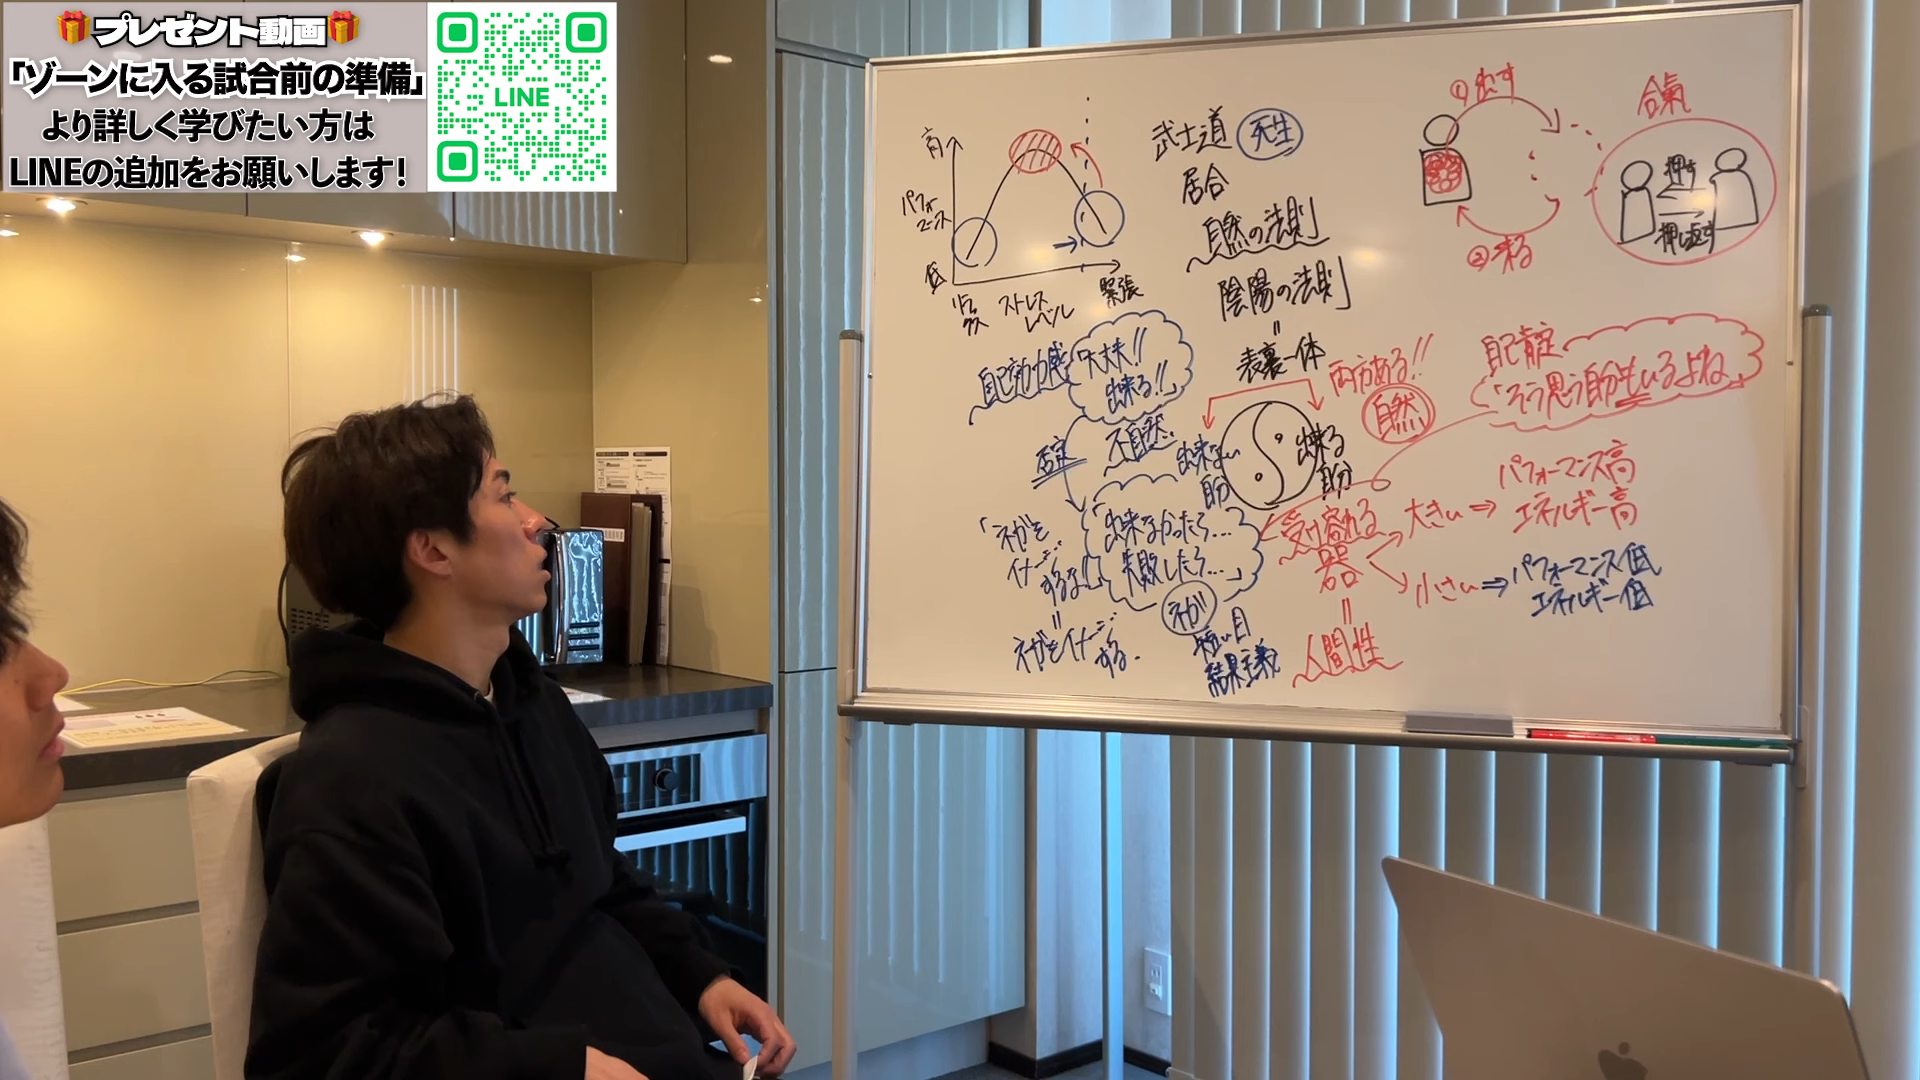 🎁プレゼント動画🎁
「ゾーンに入る試合前の準備」
より詳しく学びたい方は
LINEの追加をお願いします！
LINE
高
パフォーマンス
低
リラックス
ストレスレベル
緊張
武士道 死生
居合
自然の法則
陰陽の法則
=
表裏一体
両方ある!!
自然
出来ない自分
出来る自分
①出す
②来る
合氣
押す
押し返す
自己肯定
「そう思う自分もいるよね」
自己効力感
大丈夫!!
出来る!!
否定
不自然
「ネガを
イメージ
するな!」
=
ネガをイメージ
する.
出来なかったら…
失敗したら…
ネガ
結果主義
受け容れる
器
大きい ⇒ パフォーマンス高
エネルギー高
小さい ⇒ パフォーマンス低
エネルギー低
=
人間性